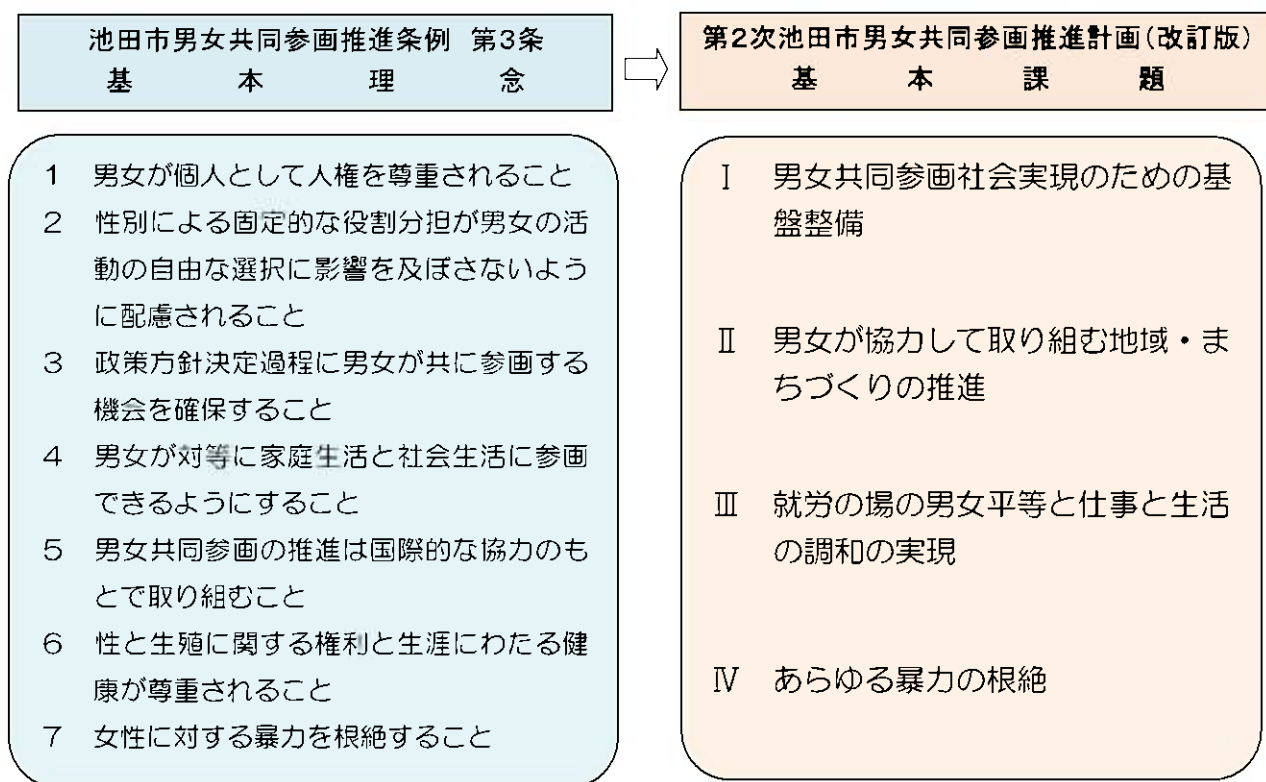 池田市男女共同参画推進条例 第3条
基本理念
1 男女が個人として人権を尊重されること
2 性別による固定的な役割分担が男女の活
動の自由な選択に影響を及ぼさないよう
に配慮されること
3 政策方針決定過程に男女が共に参画する
機会を確保すること
4 男女が対等に家庭生活と社会生活に参画
できるようにすること
5 男女共同参画の推進は国際的な協力のも
とで取り組むこと
6 性と生殖に関する権利と生涯にわたる健
康が尊重されること
7 女性に対する暴力を根絶すること
第2次池田市男女共同参画推進計画(改訂版)
基本課題
Ⅰ 男女共同参画社会実現のための基
盤整備
Ⅱ 男女が協力して取り組む地域・ま
ちづくりの推進
Ⅲ 就労の場の男女平等と仕事と生活
の調和の実現
Ⅳ あらゆる暴力の根絶